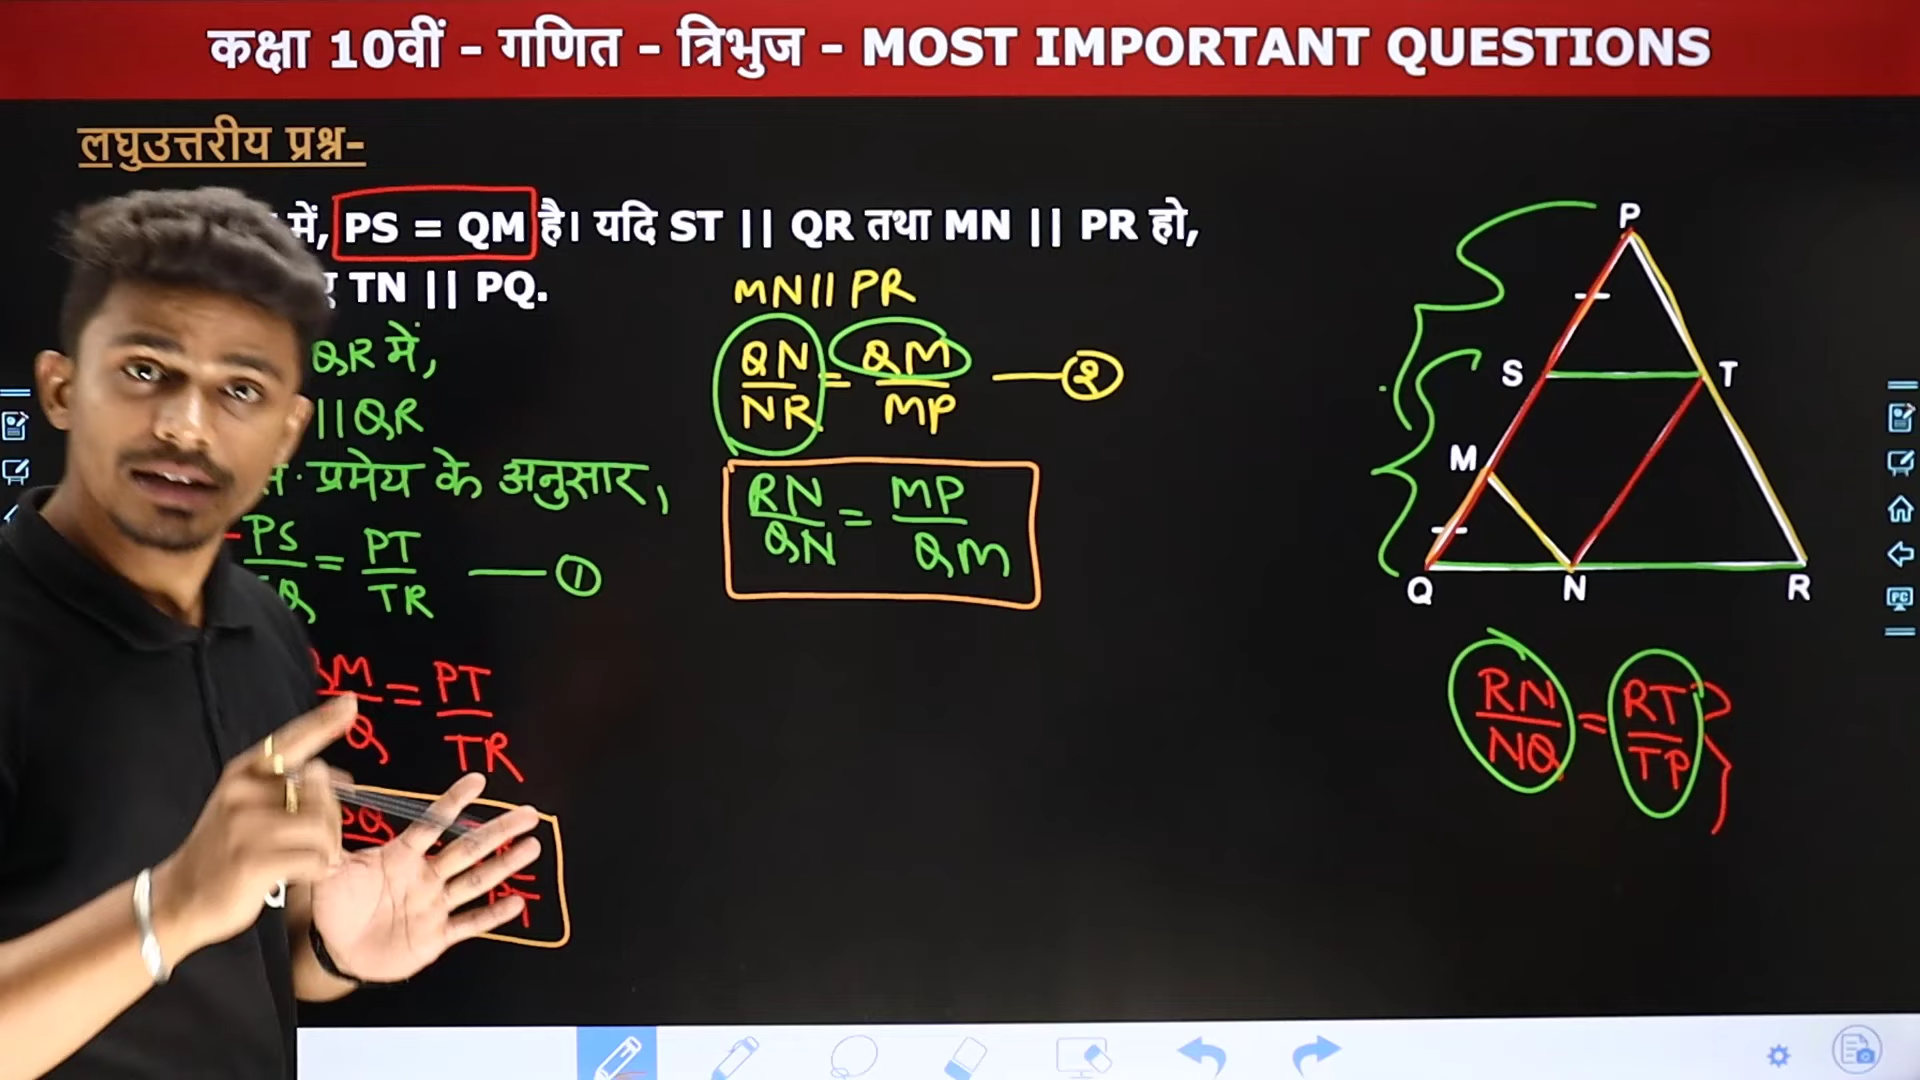 कक्षा 10वीं - गणित - त्रिभुज - MOST IMPORTANT QUESTIONS
लघुउत्तरीय प्रश्न-
में, PS = QM है। यदि ST || QR तथा MN || PR हो,
TN || PQ.
QR में,
|| QR
प्रमेय के अनुसार,
PS = PT
TR
①
QM = PT
Q TR
MN || PR
QN = QM
NR MP
②
RN = MP
QN QM
P
S T
M
Q N R
RN = RT
NQ TP
PC